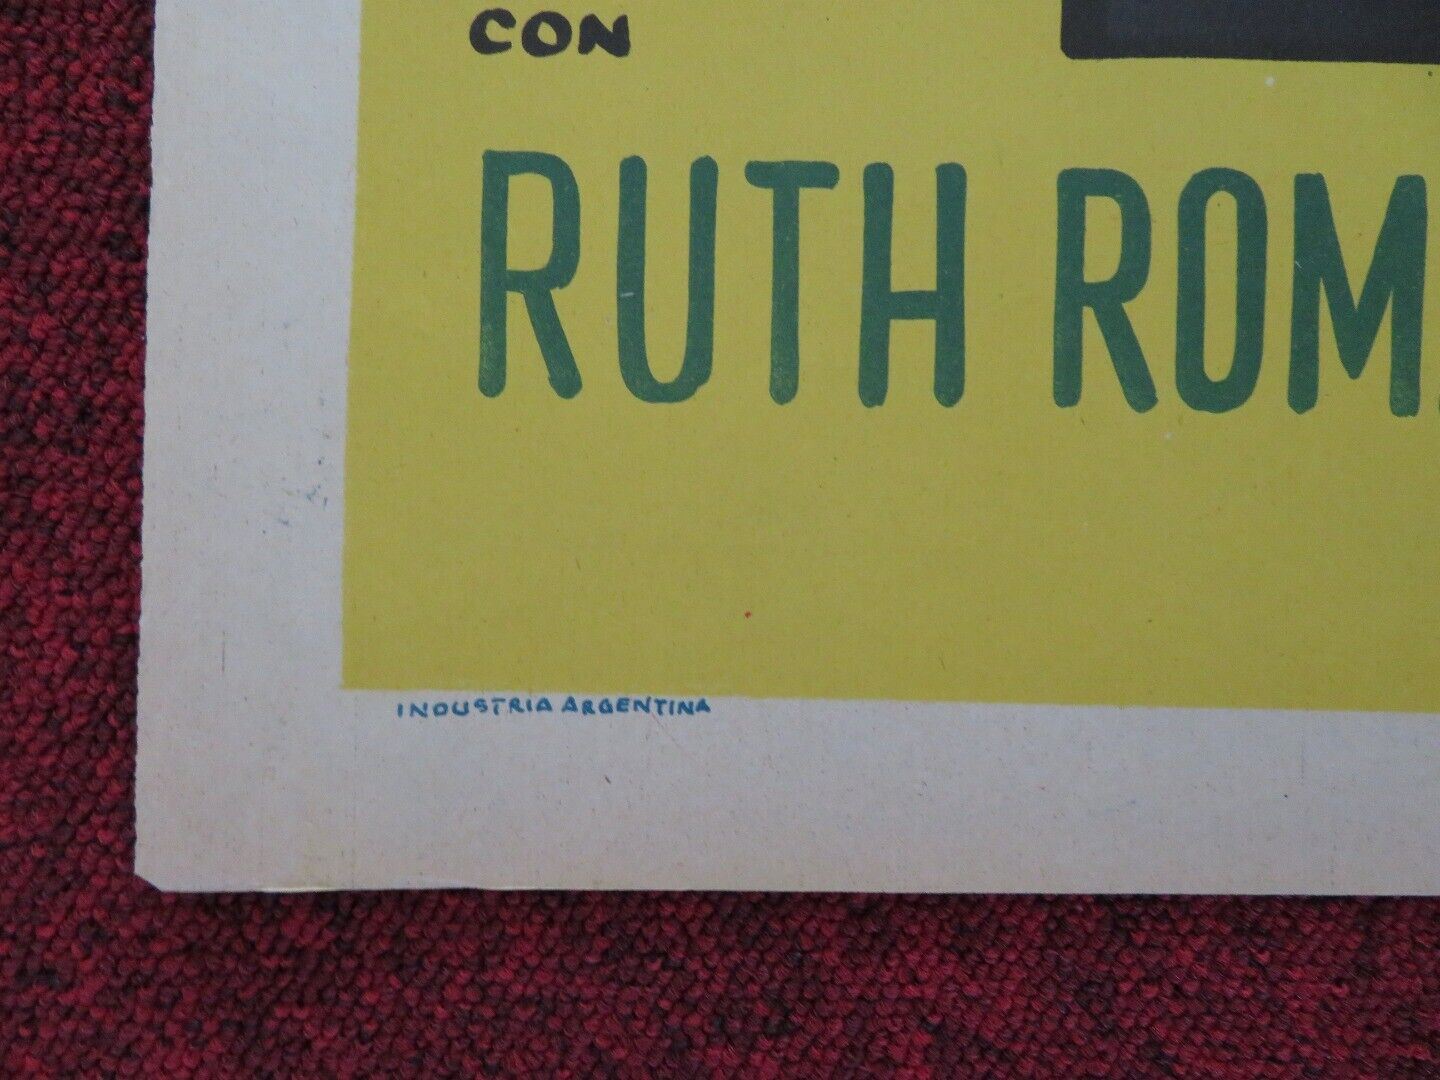 CON
RUTH ROM
INDUSTRIA ARGENTINA